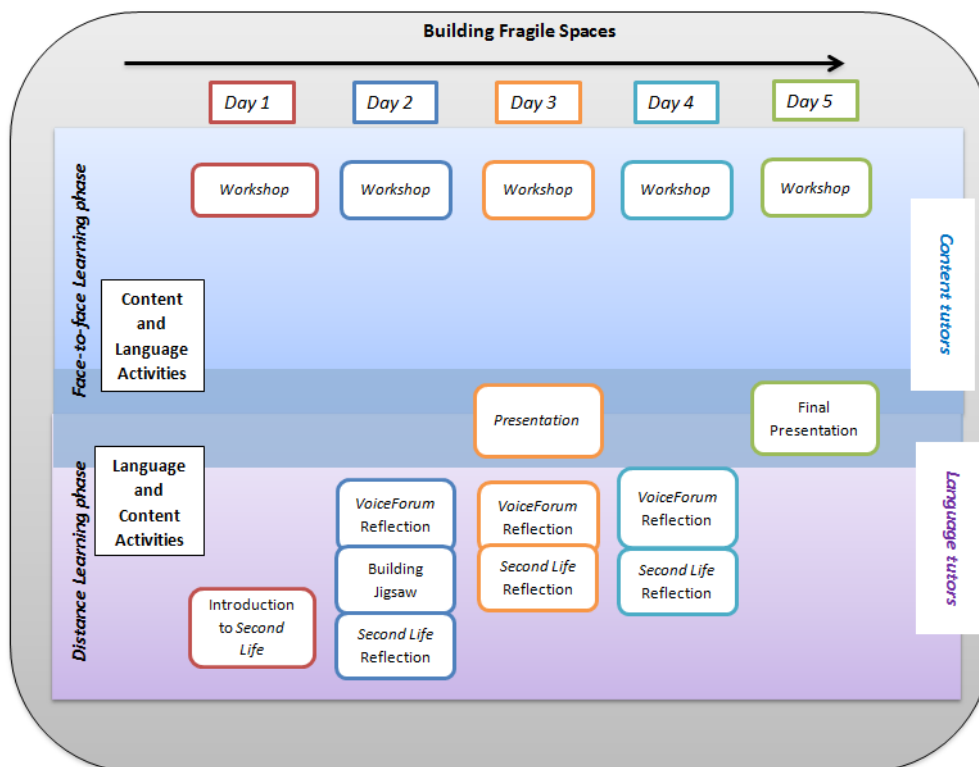 Building Fragile Spaces
Day 1
Day 2
Day 3
Day 4
Day 5
Face-to-face Learning phase
Workshop
Workshop
Workshop
Workshop
Workshop
Content tutors
Content
and
Language
Activities
Presentation
Final
Presentation
Distance Learning phase
Language
and
Content
Activities
Language tutors
Introduction
to Second
Life
VoiceForum
Reflection
Building
Jigsaw
Second Life
Reflection
VoiceForum
Reflection
Second Life
Reflection
VoiceForum
Reflection
Second Life
Reflection